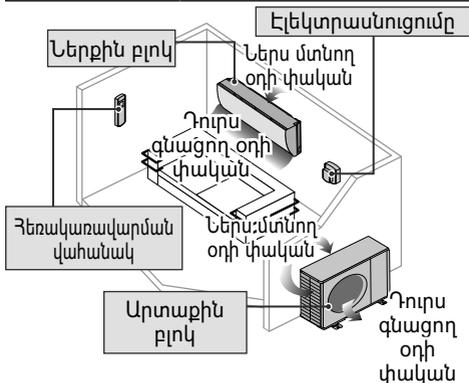 Էլեկտրասնուցումը
Ներքին բլոկ
Ներս մտնող
օդի փական
Դուրս
գնացող օդի
փական
Հեռակառավարման
վահանակ
Ներս մտնող
օդի փական
Արտաքին
բլոկ
Դուրս
գնացող
օդի
փական